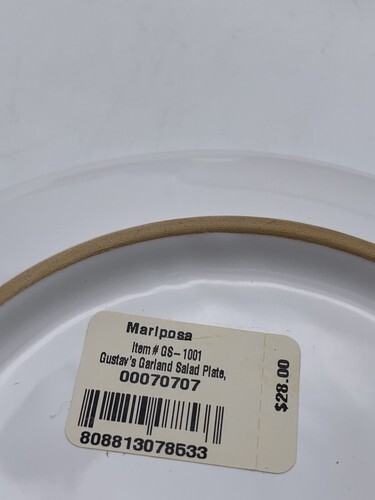 Mariposa
Item# GS-1001
Gustav's Garland Salad Plate,
00070707
808813078533
$28.00